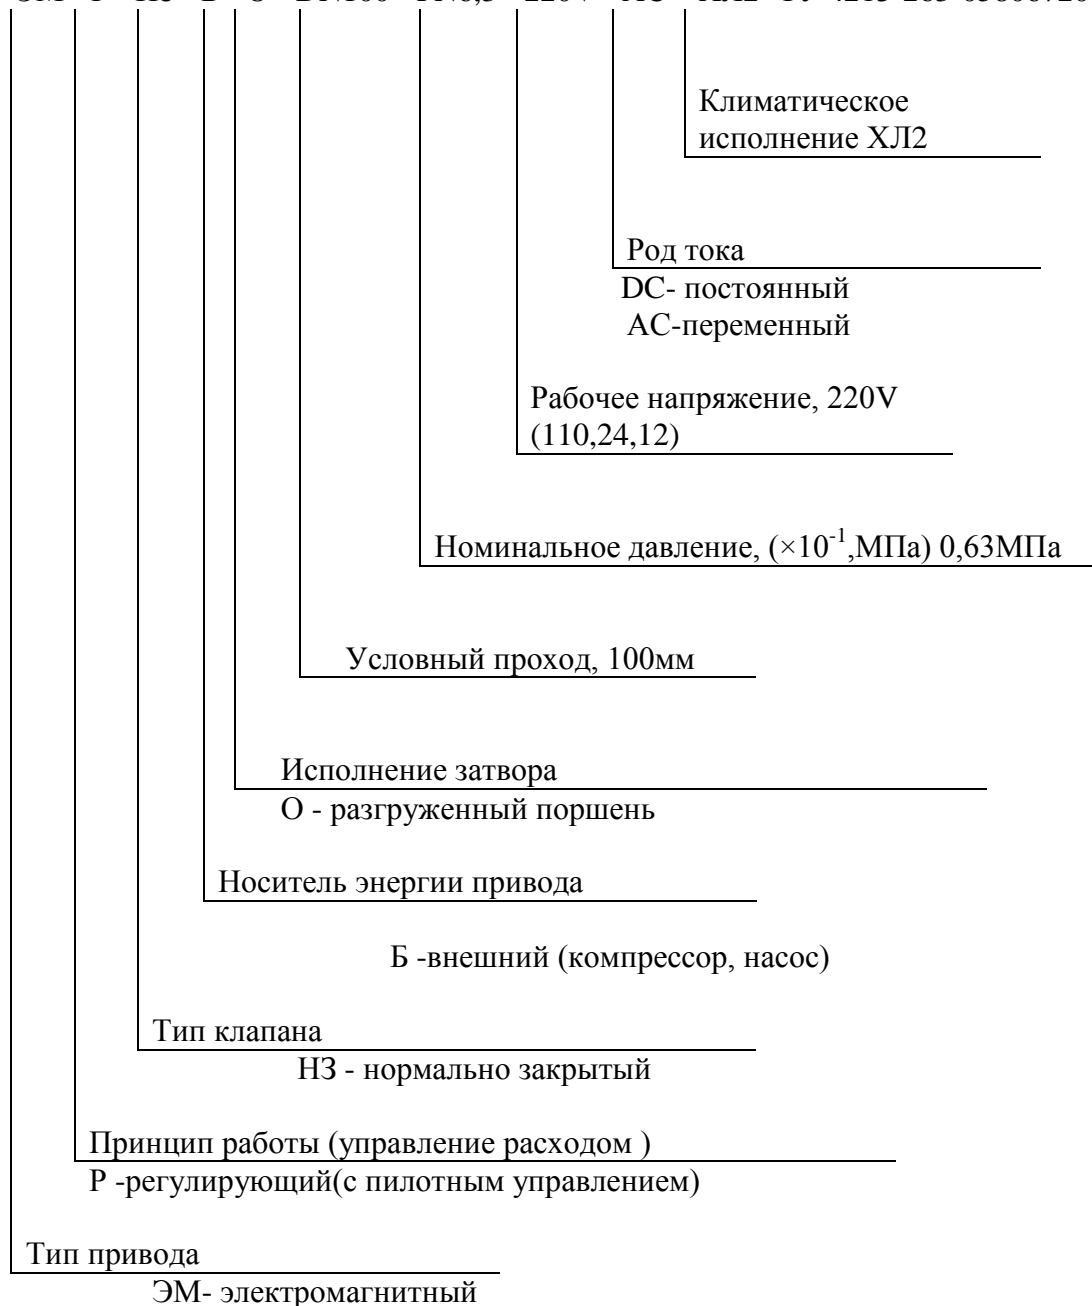 Климатическое
исполнение ХЛ2
Род тока
DC- постоянный
АС-переменный
Рабочее напряжение, 220V
(110,24,12)
Номинальное давление, (×10⁻¹,МПа) 0,63МПа
Условный проход, 100мм
Исполнение затвора
О - разгруженный поршень
Носитель энергии привода
Б -внешний (компрессор, насос)
Тип клапана
НЗ - нормально закрытый
Принцип работы (управление расходом )
Р -регулирующий(с пилотным управлением)
Тип привода
ЭМ- электромагнитный